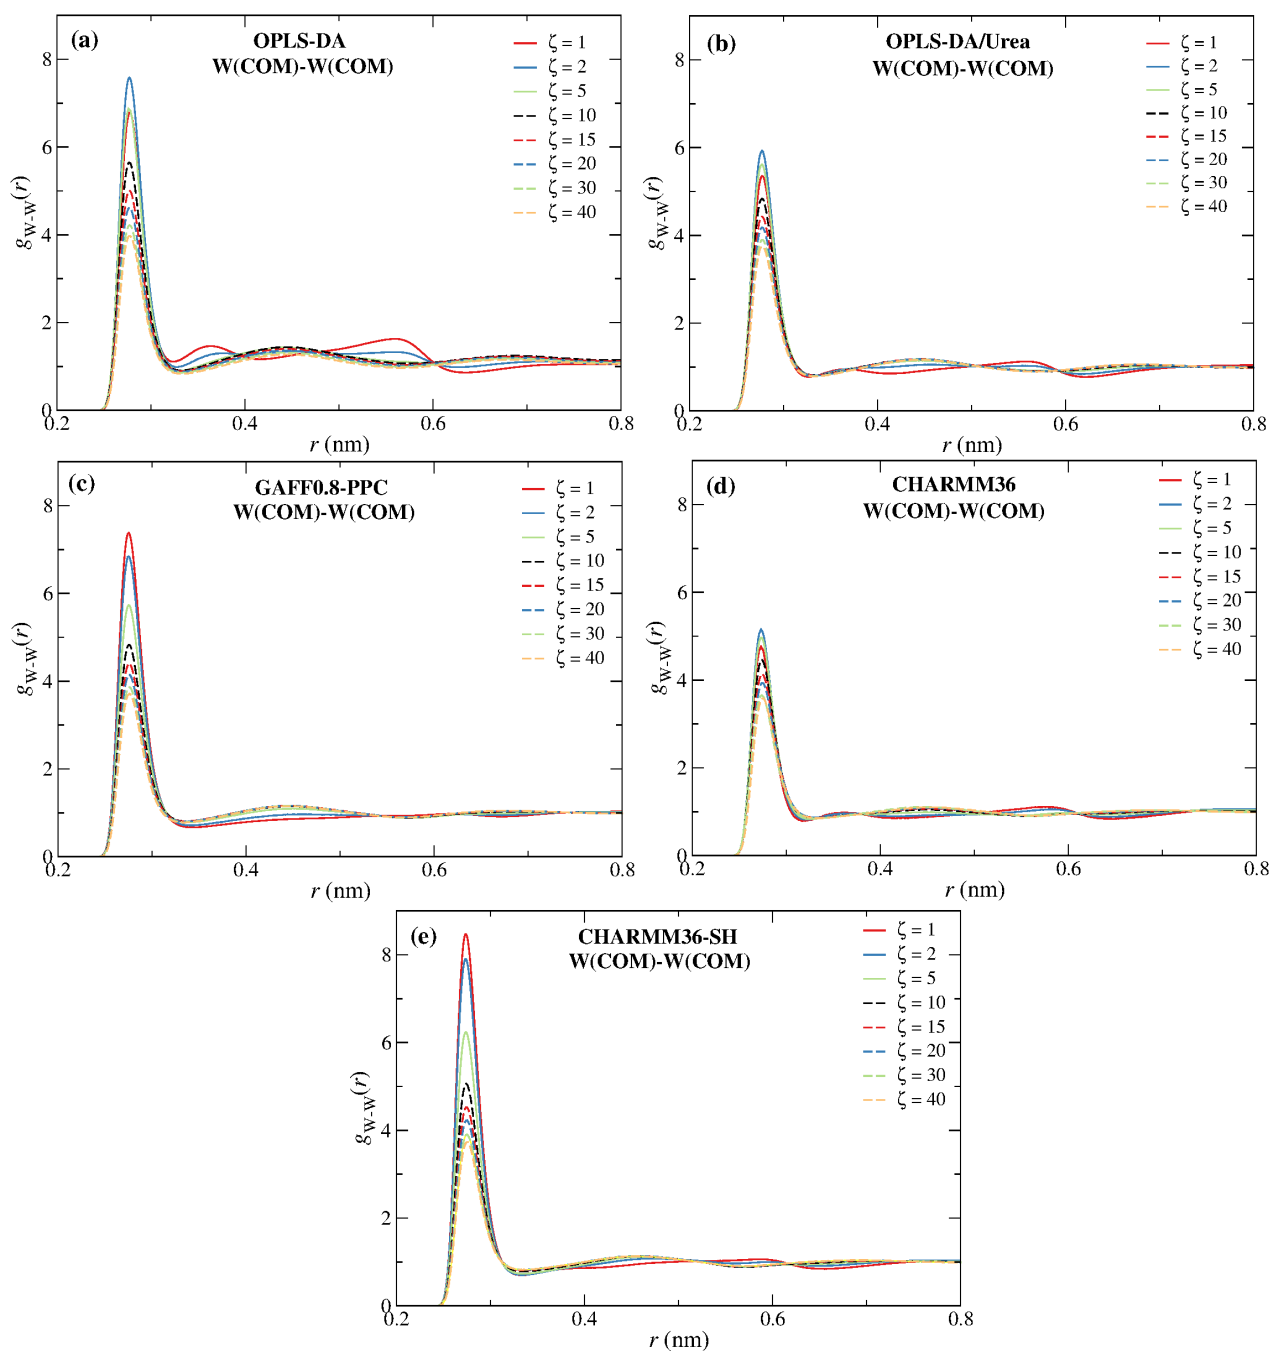 (a)
OPLS-DA
W(COM)-W(COM)
ζ = 1
ζ = 2
ζ = 5
ζ = 10
ζ = 15
ζ = 20
ζ = 30
ζ = 40
8
6
4
2
0
gW-W(r)
0.2
0.4
0.6
0.8
r (nm)
(b)
OPLS-DA/Urea
W(COM)-W(COM)
ζ = 1
ζ = 2
ζ = 5
ζ = 10
ζ = 15
ζ = 20
ζ = 30
ζ = 40
8
6
4
2
0
gW-W(r)
0.2
0.4
0.6
0.8
r (nm)
(c)
GAFF0.8-PPC
W(COM)-W(COM)
ζ = 1
ζ = 2
ζ = 5
ζ = 10
ζ = 15
ζ = 20
ζ = 30
ζ = 40
8
6
4
2
0
gW-W(r)
0.2
0.4
0.6
0.8
r (nm)
(d)
CHARMM36
W(COM)-W(COM)
ζ = 1
ζ = 2
ζ = 5
ζ = 10
ζ = 15
ζ = 20
ζ = 30
ζ = 40
8
6
4
2
0
gW-W(r)
0.2
0.4
0.6
0.8
r (nm)
(e)
CHARMM36-SH
W(COM)-W(COM)
ζ = 1
ζ = 2
ζ = 5
ζ = 10
ζ = 15
ζ = 20
ζ = 30
ζ = 40
8
6
4
2
0
gW-W(r)
0.2
0.4
0.6
0.8
r (nm)